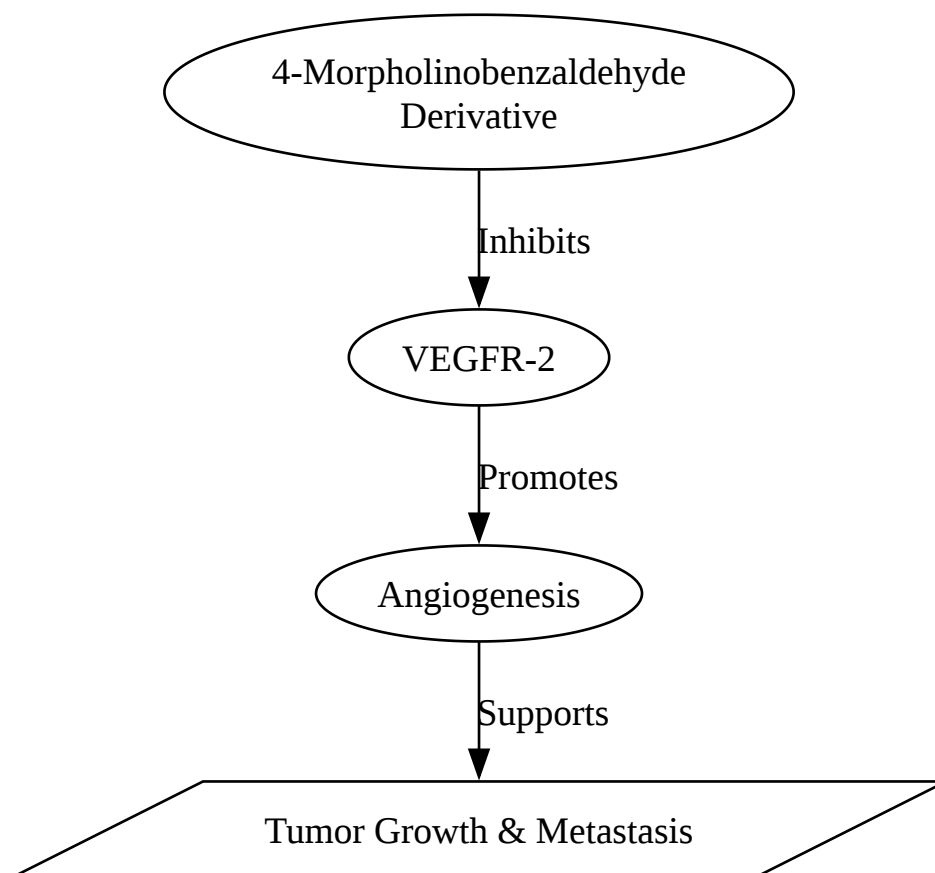 4-Morpholinobenzaldehyde
Derivative
Inhibits
VEGFR-2
Promotes
Angiogenesis
Supports
Tumor Growth & Metastasis